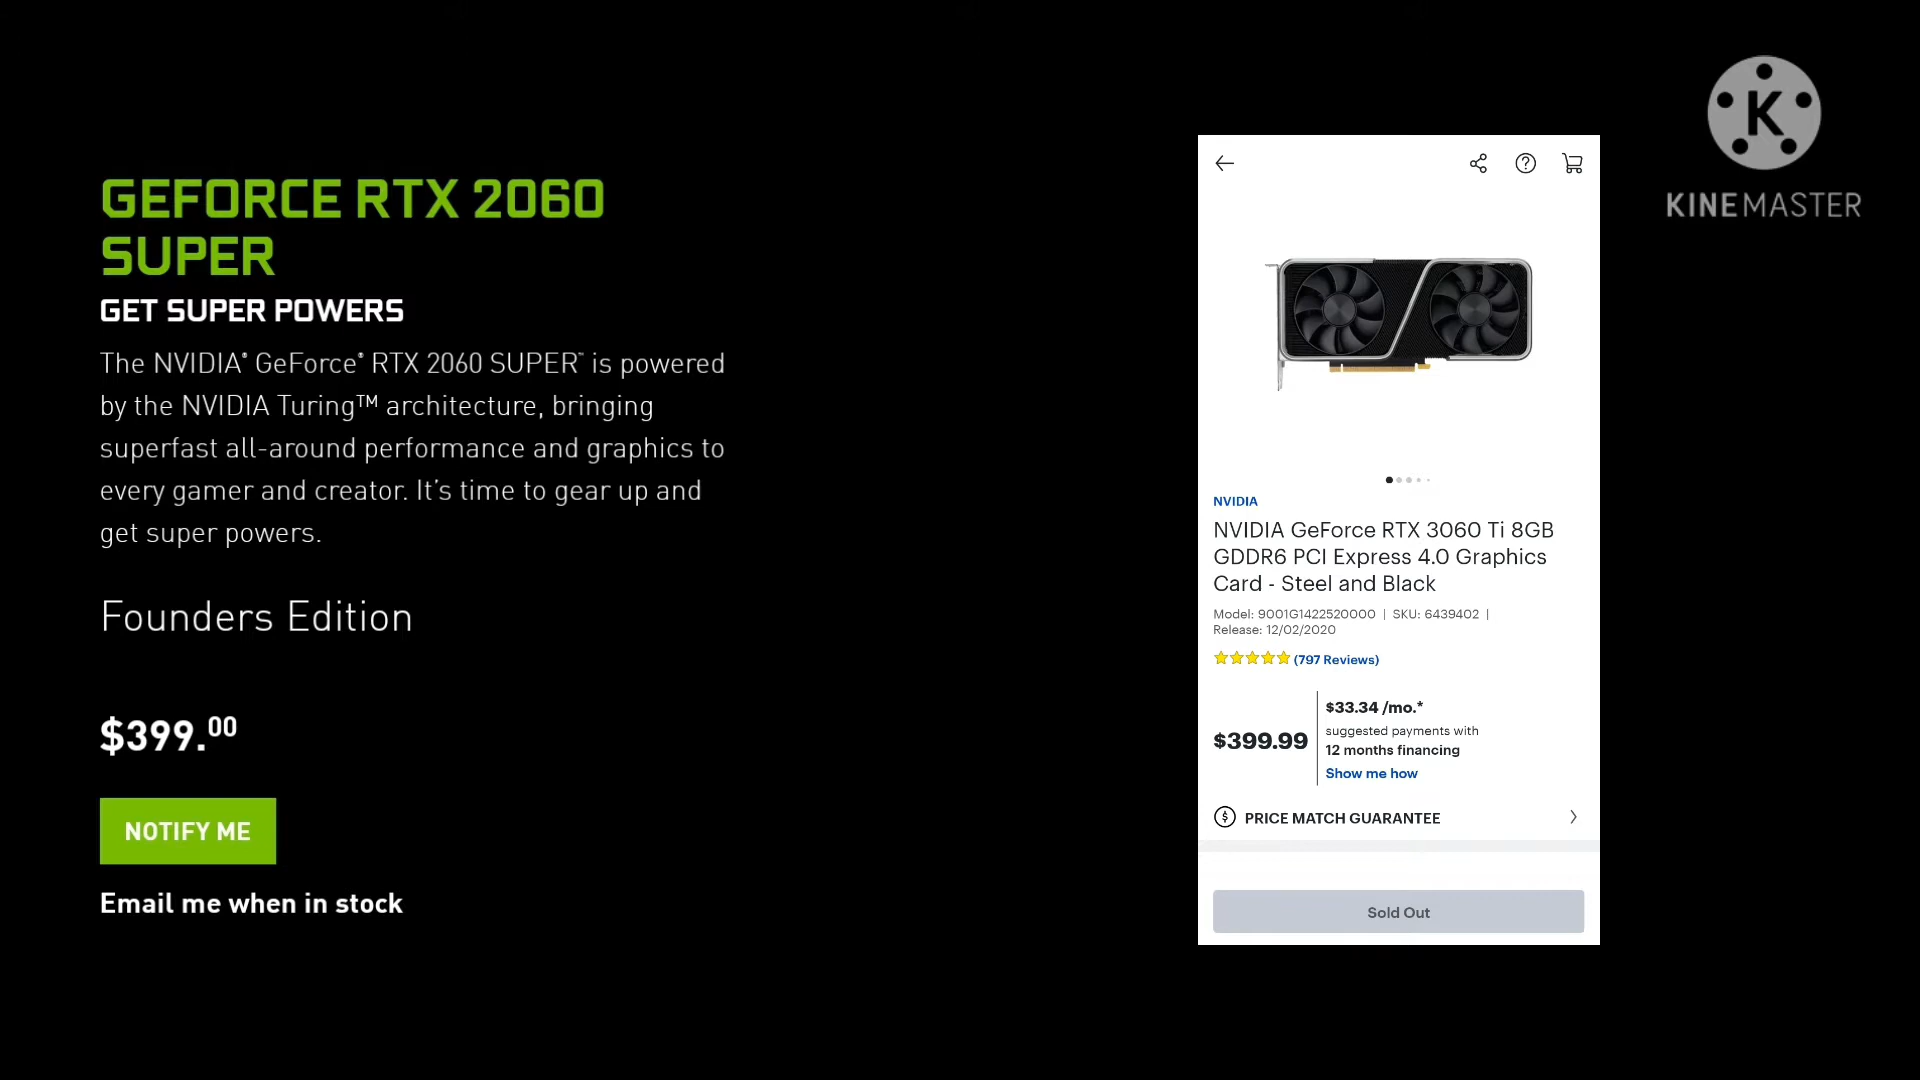 GEFORCE RTX 2060
SUPER
GET SUPER POWERS
The NVIDIA® GeForce® RTX 2060 SUPER™ is powered
by the NVIDIA Turing™ architecture, bringing
superfast all-around performance and graphics to
every gamer and creator. It’s time to gear up and
get super powers.
Founders Edition
$399.00
NOTIFY ME
Email me when in stock
NVIDIA
NVIDIA GeForce RTX 3060 Ti 8GB
GDDR6 PCI Express 4.0 Graphics
Card - Steel and Black
Model: 9001G1422520000 | SKU: 6439402 |
Release: 12/02/2020
(797 Reviews)
$399.99
$33.34 /mo.*
suggested payments with
12 months financing
Show me how
PRICE MATCH GUARANTEE
Sold Out
K
KINEMASTER